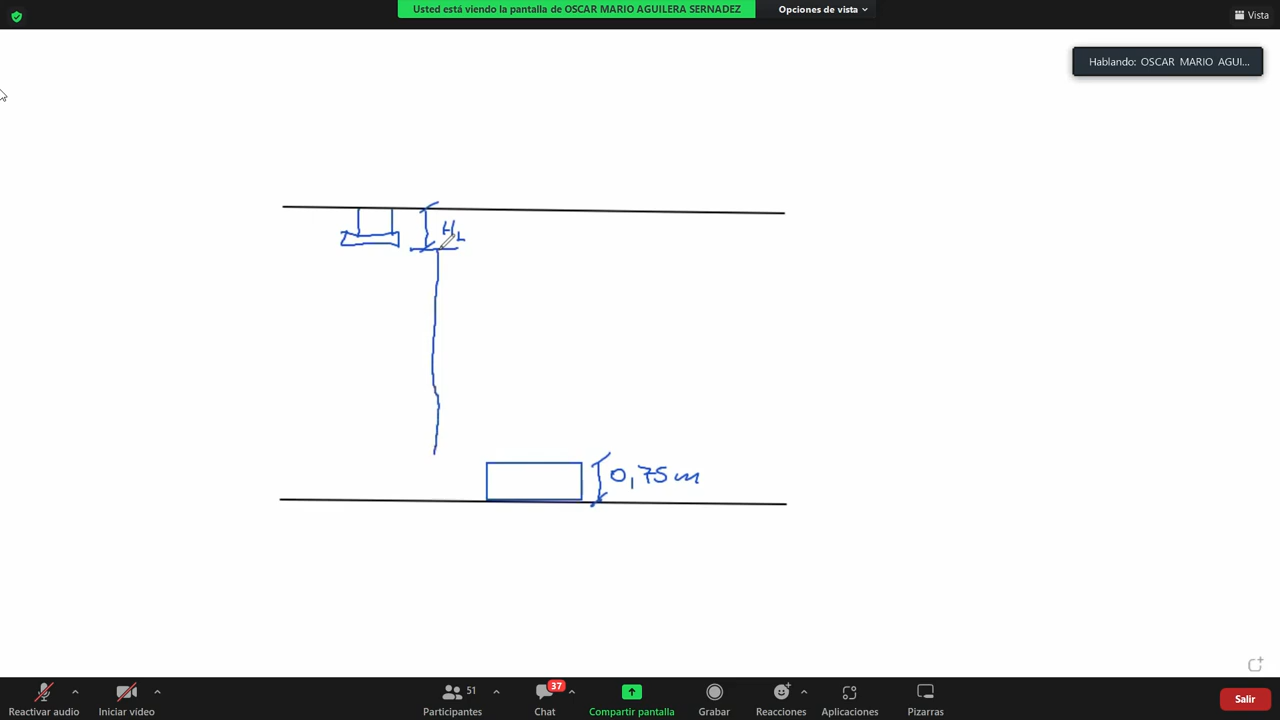 Usted está viendo la pantalla de OSCAR MARIO AGUILERA SERNADEZ
Opciones de vista
Vista
Hablando: OSCAR MARIO AGUI...
HL
0,75m
Reactivar audio
Iniciar video
51
Participantes
37
Chat
Compartir pantalla
Grabar
Reacciones
Aplicaciones
Pizarras
Salir